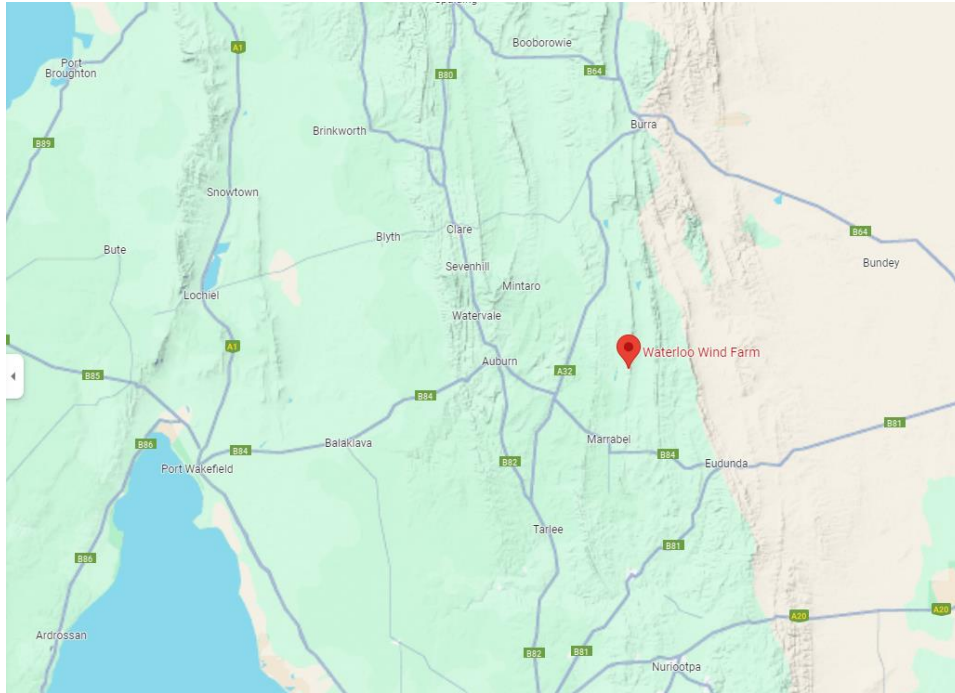 Spalding
Booborowie
A1
Port
Broughton
B80
B64
Burra
Brinkworth
B89
Snowtown
Clare
B64
Blyth
Bute
Bundey
Sevenhill
Mintaro
Lochiel
Watervale
A1
Waterloo Wind Farm
Auburn
A32
B85
B84
B81
Marrabel
B86
Balaklava
B84
B84
Port Wakefield
B82
Eudunda
Tarlee
B81
B86
A20
A20
Ardrossan
B82
B81
Nuriootpa